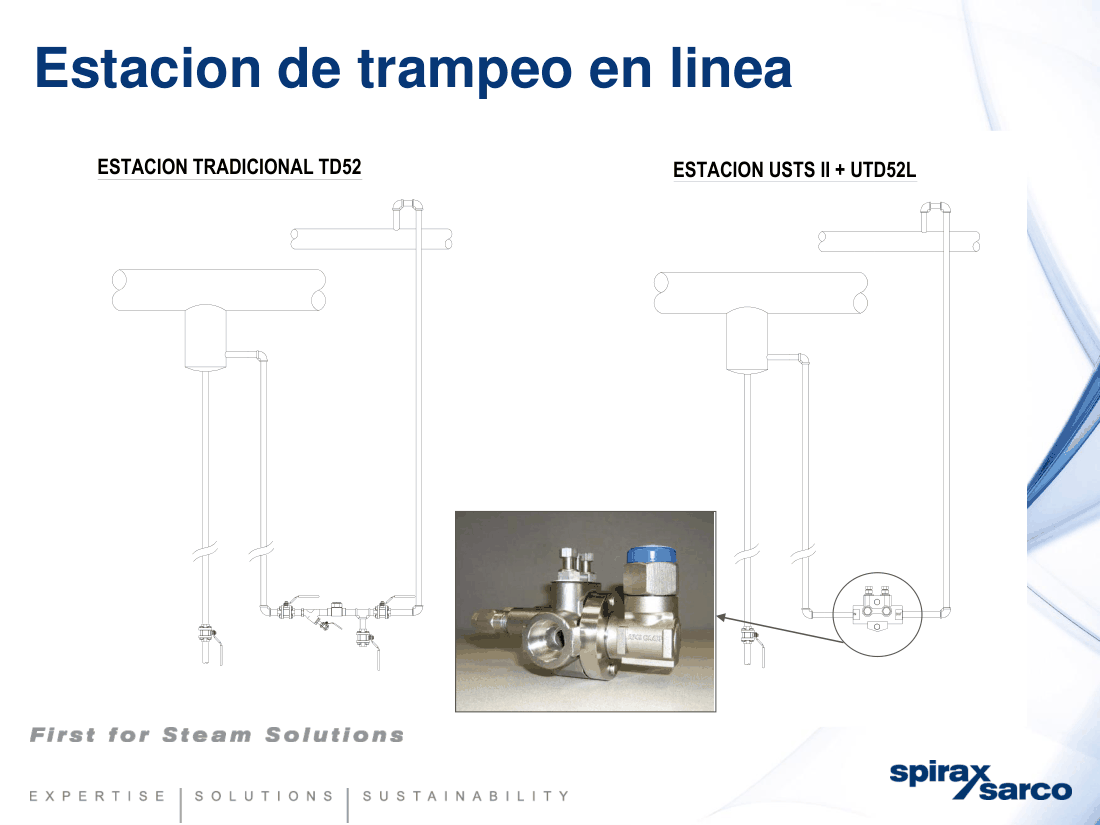 Estacion de trampeo en linea
ESTACION TRADICIONAL TD52
ESTACION USTS II + UTD52L
First for Steam Solutions
EXPERTISE
SOLUTIONS
SUSTAINABILITY
spirax
sarco